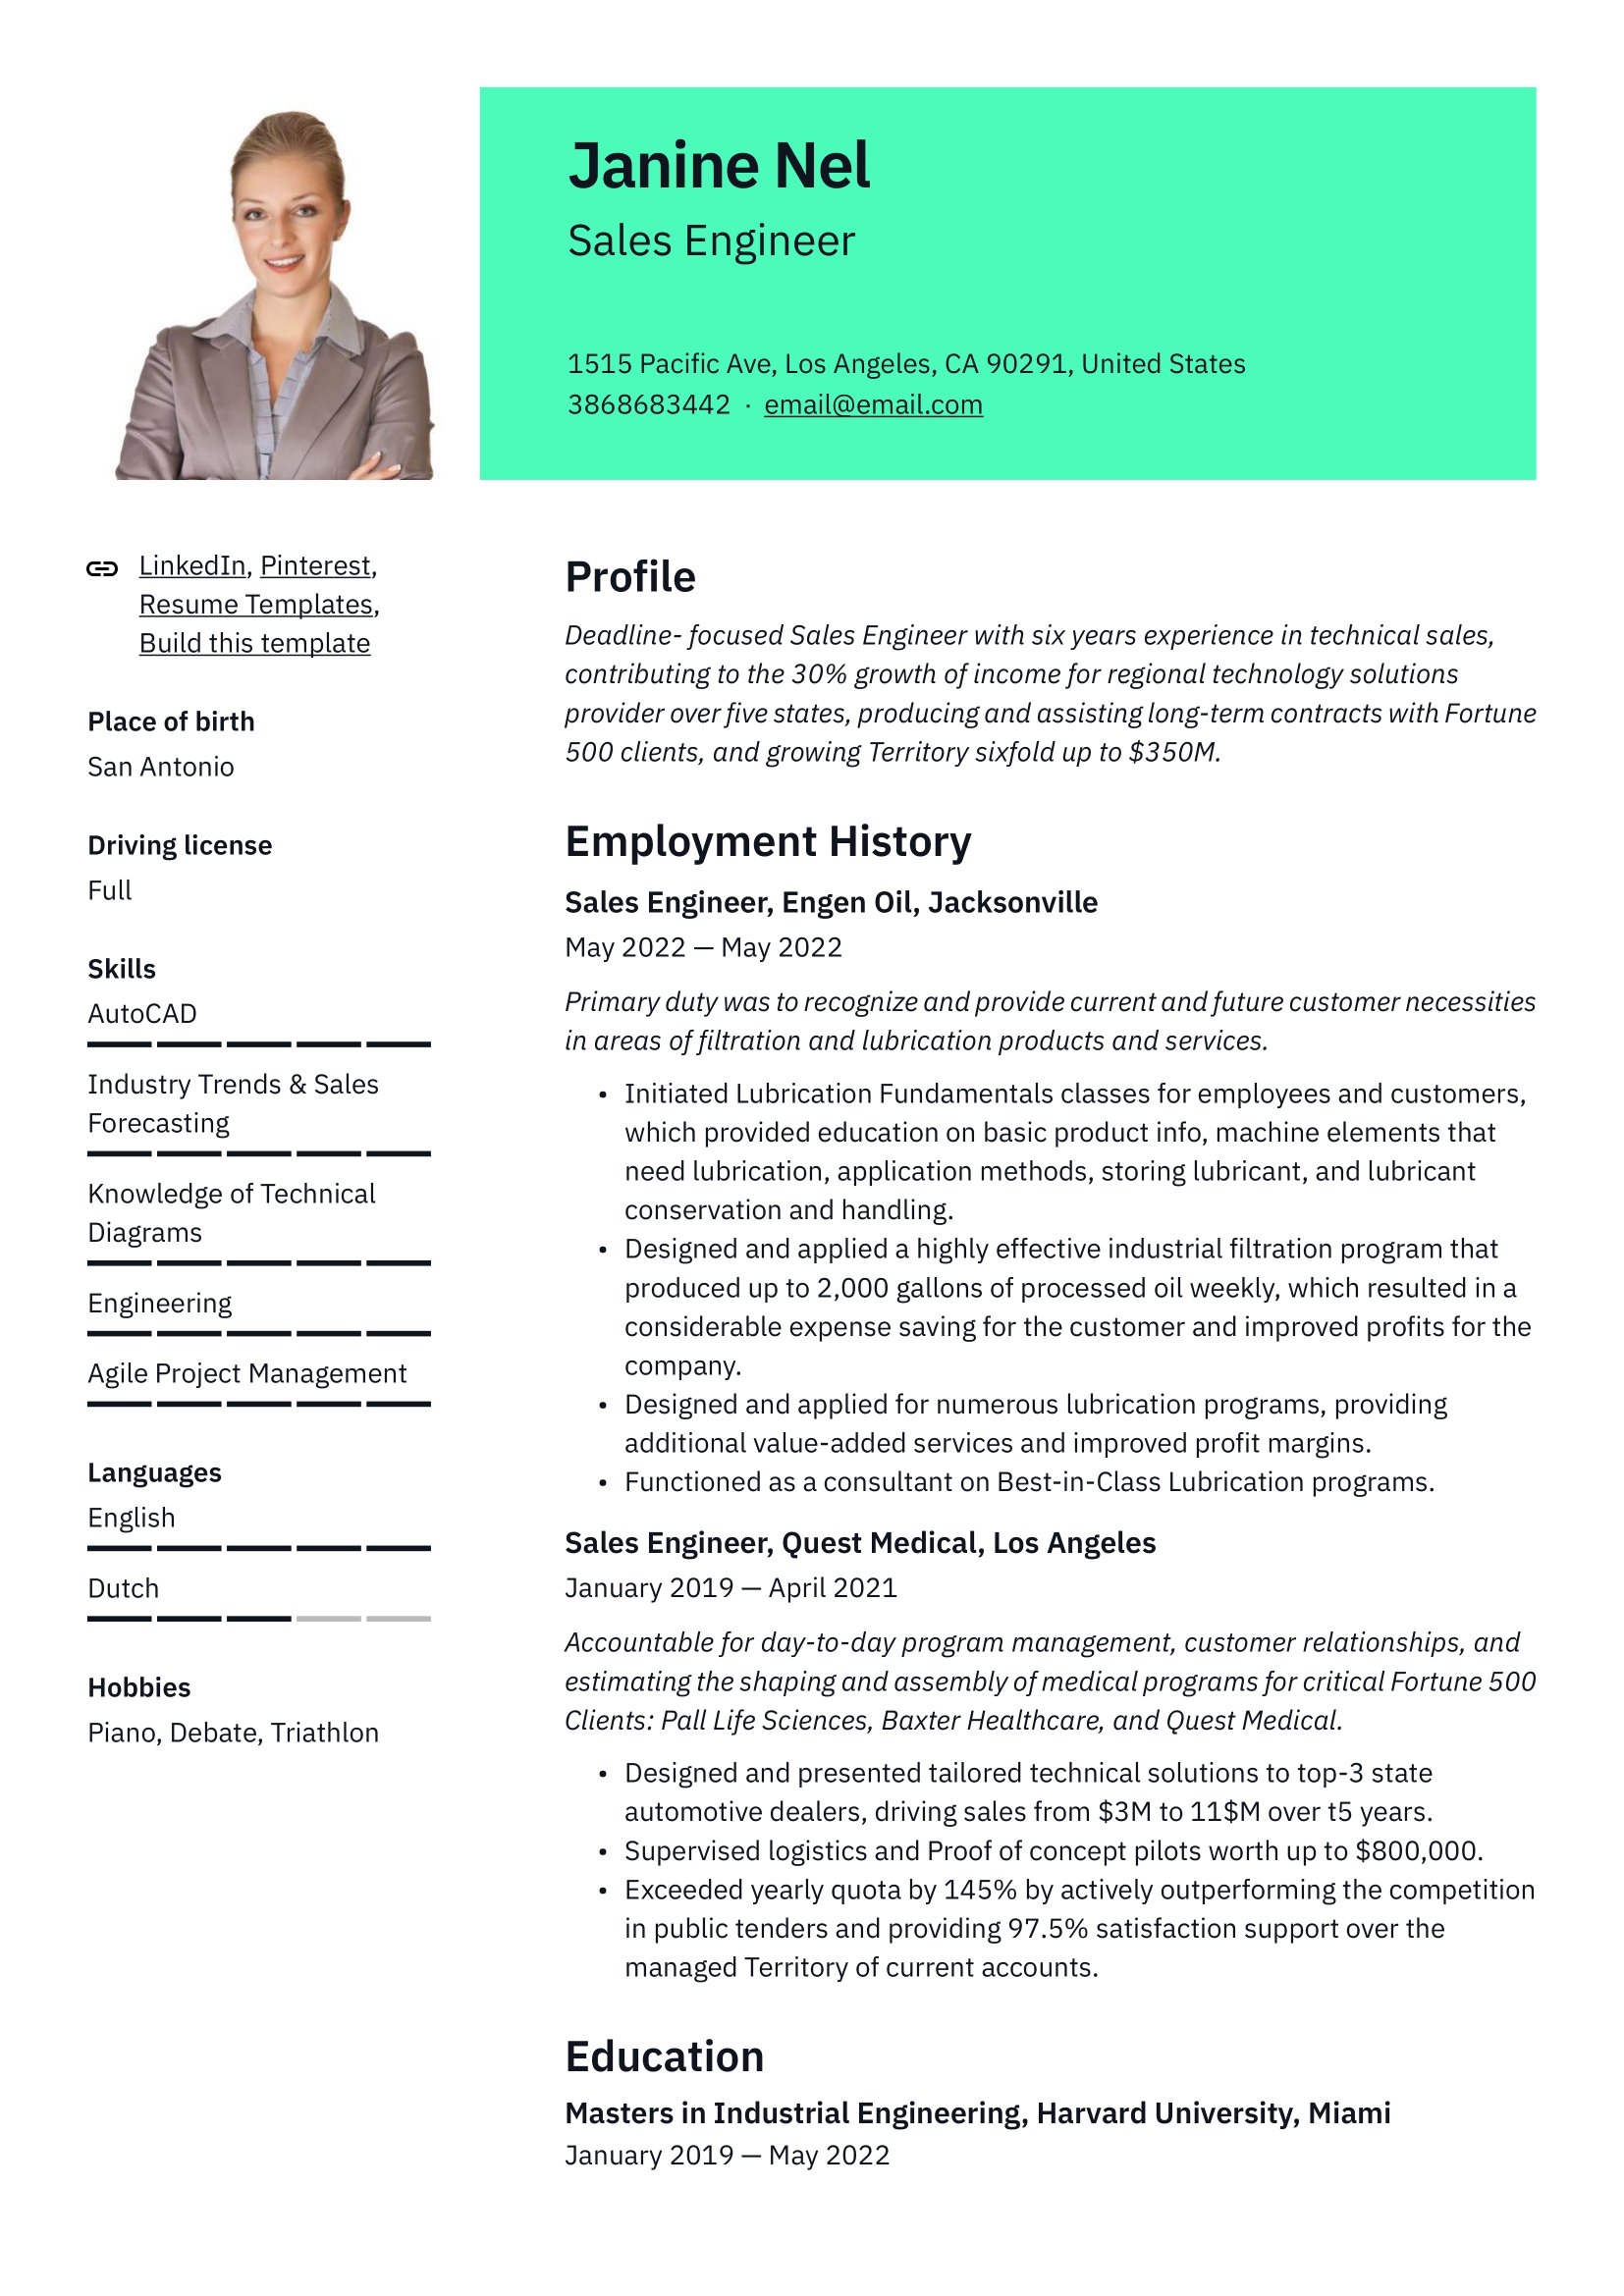 Janine Nel
Sales Engineer
1515 Pacific Ave, Los Angeles, CA 90291, United States
3868683442 · email@email.com
LinkedIn, Pinterest,
Resume Templates,
Build this template
Place of birth
San Antonio
Driving license
Full
Skills
AutoCAD
Industry Trends & Sales
Forecasting
Knowledge of Technical
Diagrams
Engineering
Agile Project Management
Languages
English
Dutch
Hobbies
Piano, Debate, Triathlon
Profile
Deadline- focused Sales Engineer with six years experience in technical sales,
contributing to the 30% growth of income for regional technology solutions
provider over five states, producing and assisting long-term contracts with Fortune
500 clients, and growing Territory sixfold up to $350M.
Employment History
Sales Engineer, Engen Oil, Jacksonville
May 2022 — May 2022
Primary duty was to recognize and provide current and future customer necessities
in areas of filtration and lubrication products and services.
• Initiated Lubrication Fundamentals classes for employees and customers,
which provided education on basic product info, machine elements that
need lubrication, application methods, storing lubricant, and lubricant
conservation and handling.
• Designed and applied a highly effective industrial filtration program that
produced up to 2,000 gallons of processed oil weekly, which resulted in a
considerable expense saving for the customer and improved profits for the
company.
• Designed and applied for numerous lubrication programs, providing
additional value-added services and improved profit margins.
• Functioned as a consultant on Best-in-Class Lubrication programs.
Sales Engineer, Quest Medical, Los Angeles
January 2019 — April 2021
Accountable for day-to-day program management, customer relationships, and
estimating the shaping and assembly of medical programs for critical Fortune 500
Clients: Pall Life Sciences, Baxter Healthcare, and Quest Medical.
• Designed and presented tailored technical solutions to top-3 state
automotive dealers, driving sales from $3M to 11$M over t5 years.
• Supervised logistics and Proof of concept pilots worth up to $800,000.
• Exceeded yearly quota by 145% by actively outperforming the competition
in public tenders and providing 97.5% satisfaction support over the
managed Territory of current accounts.
Education
Masters in Industrial Engineering, Harvard University, Miami
January 2019 — May 2022